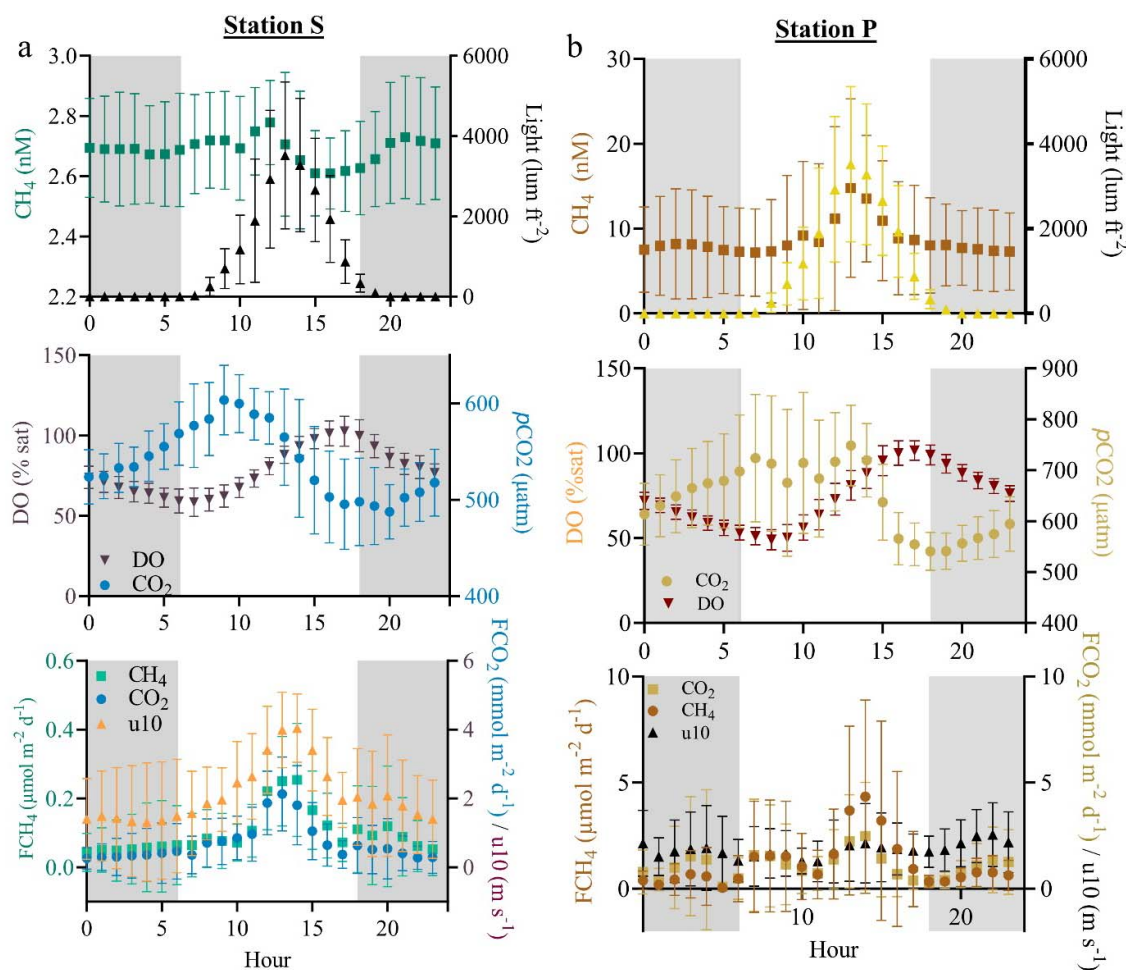 Station S
a
3.0
2.8
2.6
2.4
2.2
CH4 (nM)
6000
4000
2000
0
Light (lum ft-2)
0 5 10 15 20
150
100
50
0
DO (% sat)
600
500
400
pCO2 (µatm)
DO
CO2
0 5 10 15 20
0.6
0.4
0.2
0.0
FCH4 (µmol m-2 d-1)
6
4
2
0
FCO2 (mmol m-2 d-1) / u10 (m s-1)
CH4
CO2
u10
0 5 10 15 20
Hour
Station P
b
30
20
10
0
CH4 (nM)
6000
4000
2000
0
Light (lum ft-2)
0 10 20
150
100
50
0
DO (%sat)
900
800
700
600
500
400
pCO2 (µatm)
CO2
DO
0 10 20
10
5
0
FCH4 (µmol m-2 d-1)
10
5
0
FCO2 (mmol m-2 d-1) / u10 (m s-1)
CO2
CH4
u10
10 20
Hour